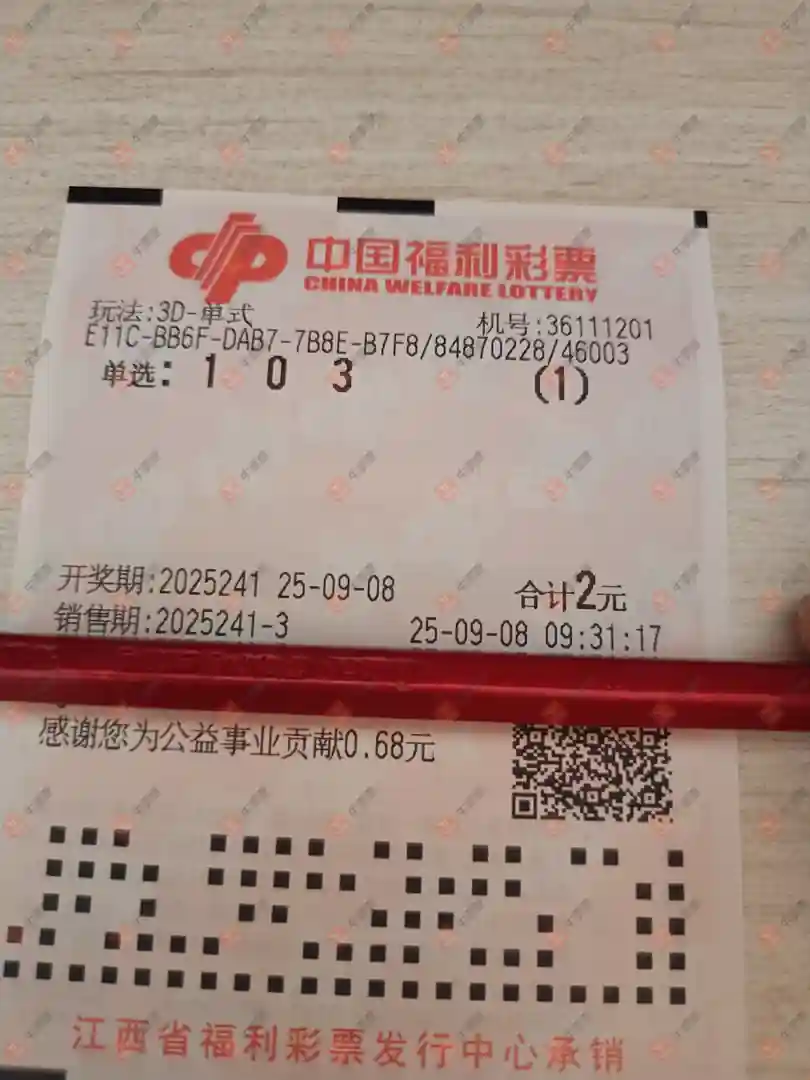 中国福利彩票
CHINA WELFARE LOTTERY
玩法:3D-单式 机号:36111201
E11C-BB6F-DAB7-7B8E-B7F8/84870228/46003
单选: 1 0 3 (1)
开奖期:2025241 25-09-08 合计2元
销售期:2025241-3 25-09-08 09:31:17
感谢您为公益事业贡献0.68元
江西省福利彩票发行中心承销